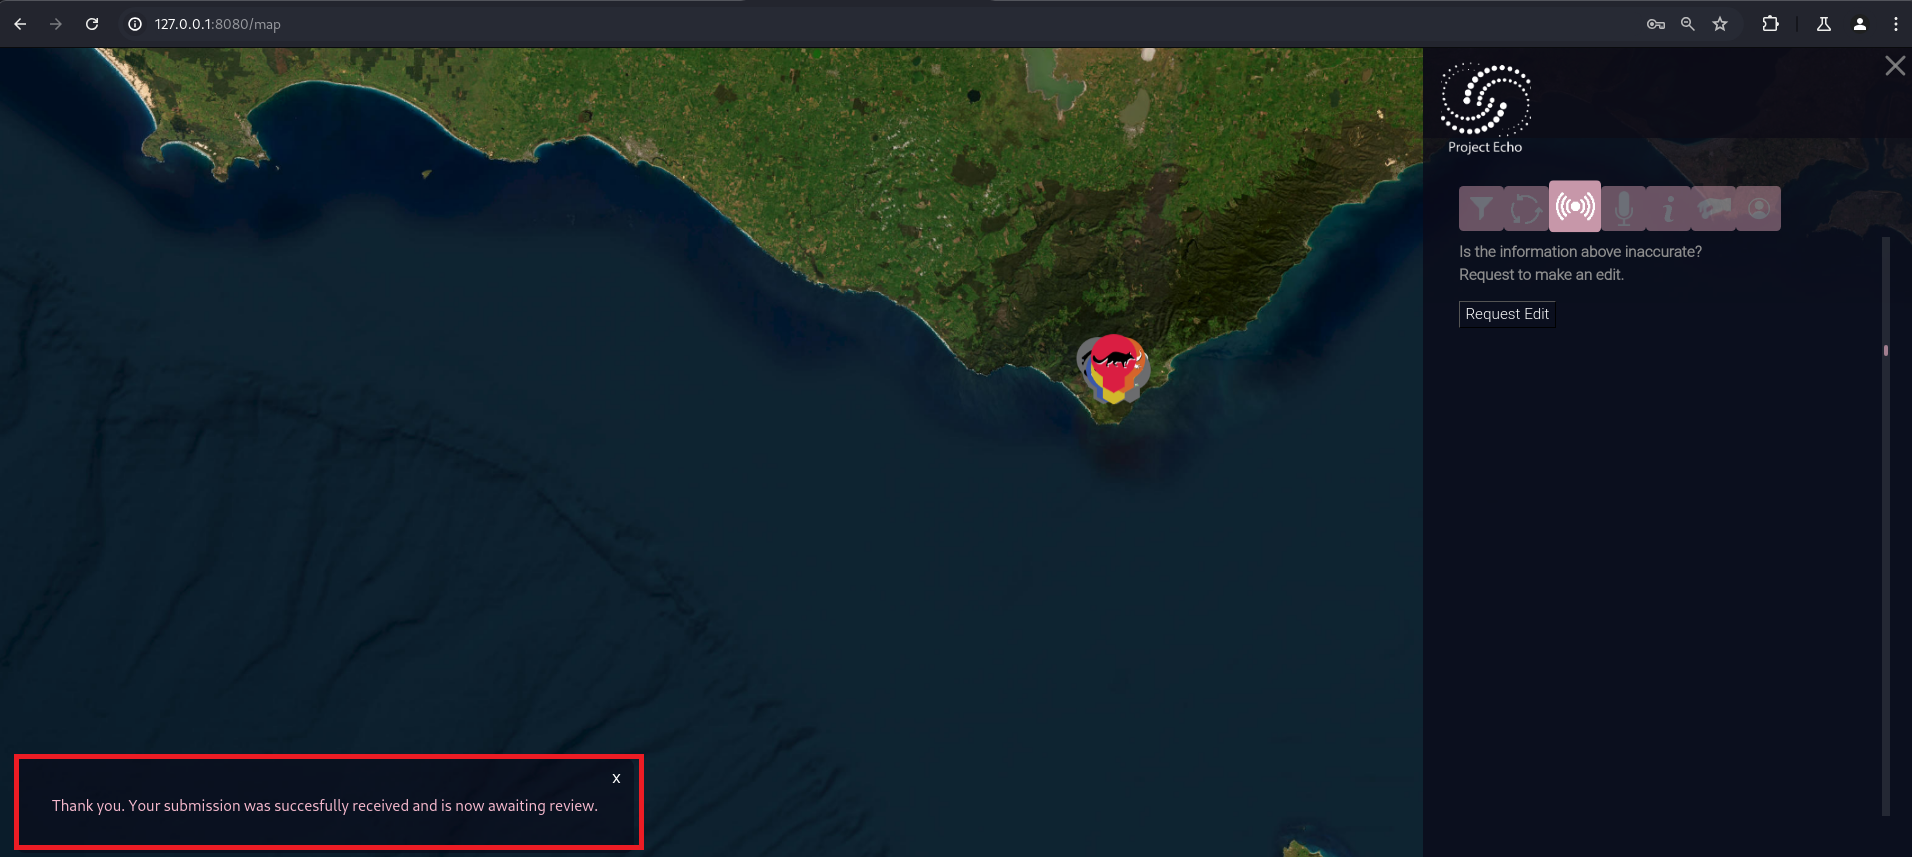 127.0.0.1:8080/map
Project Echo
Is the information above inaccurate?
Request to make an edit.
Request Edit
x
Thank you. Your submission was succesfully received and is now awaiting review.